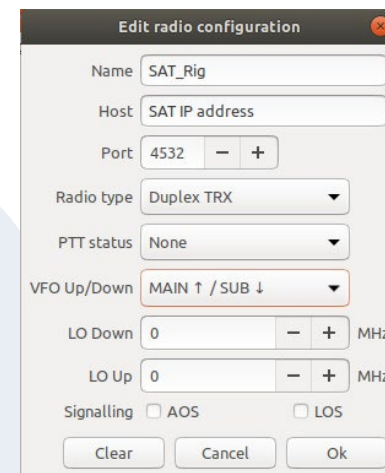 Edit radio configuration
Name SAT_Rig
Host SAT IP address
Port 4532 − +
Radio type Duplex TRX
PTT status None
VFO Up/Down MAIN ↑ / SUB ↓
LO Down 0 − + MHz
LO Up 0 − + MHz
Signalling AOS LOS
Clear Cancel Ok